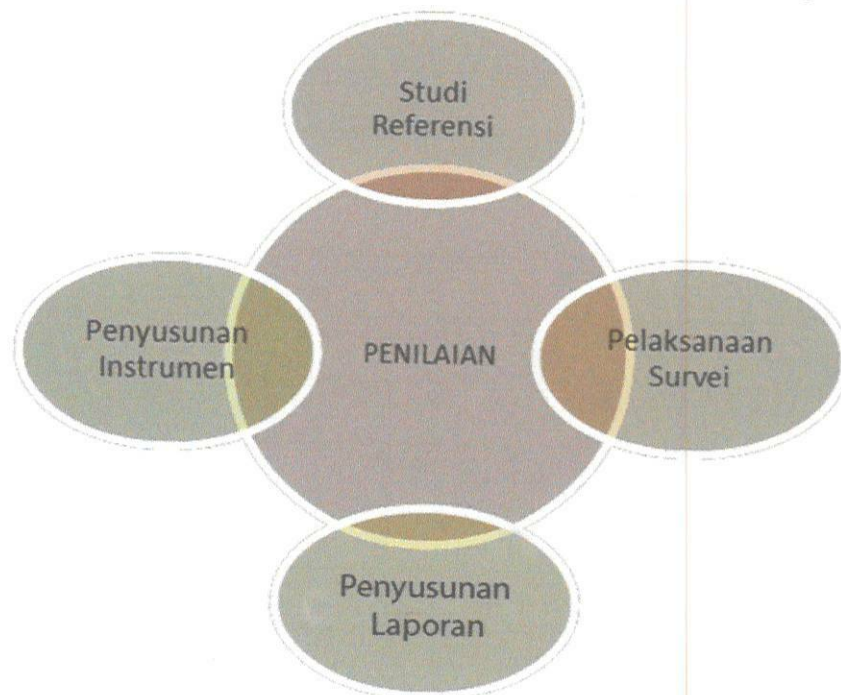 Studi
Referensi
Penyusunan
Instrumen
PENILAIAN
Pelaksanaan
Survei
Penyusunan
Laporan